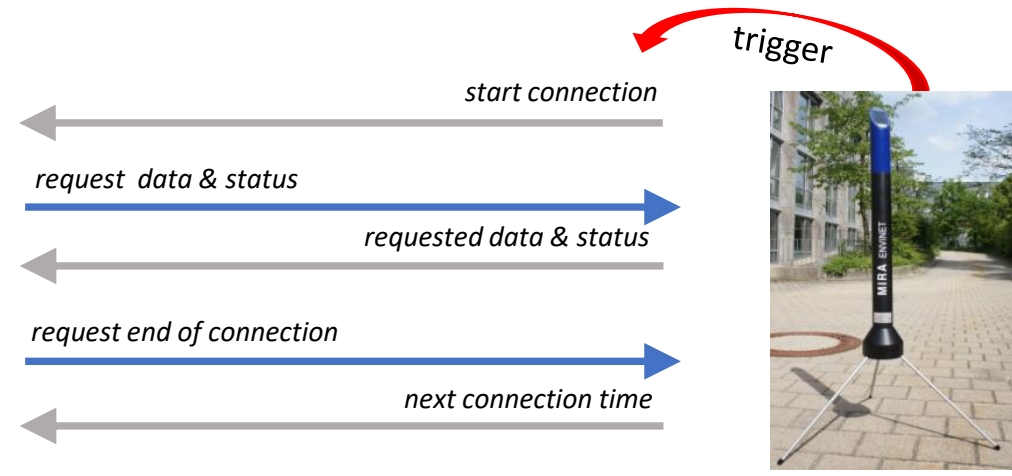 trigger
start connection
request data & status
requested data & status
request end of connection
next connection time
MIRA ENVINET